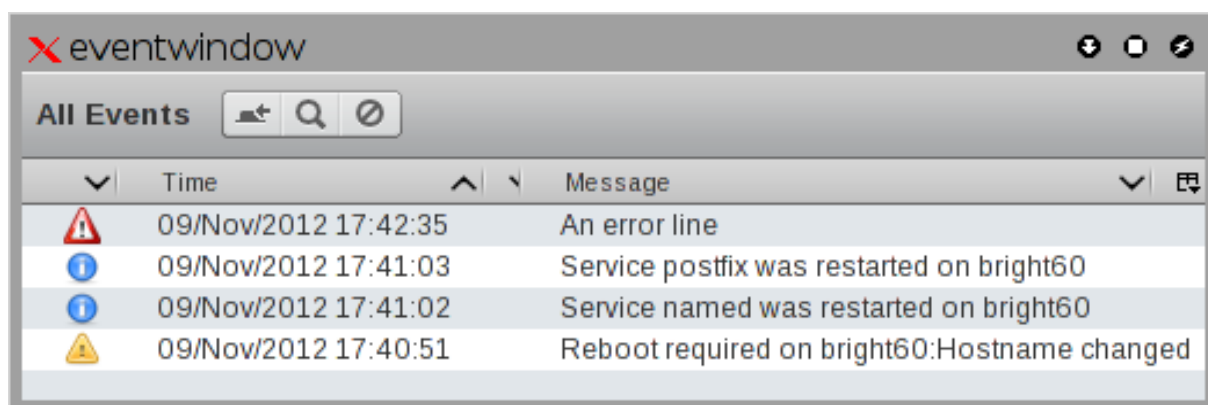 eventwindow
All Events
Time Message
09/Nov/2012 17:42:35 An error line
09/Nov/2012 17:41:03 Service postfix was restarted on bright60
09/Nov/2012 17:41:02 Service named was restarted on bright60
09/Nov/2012 17:40:51 Reboot required on bright60:Hostname changed